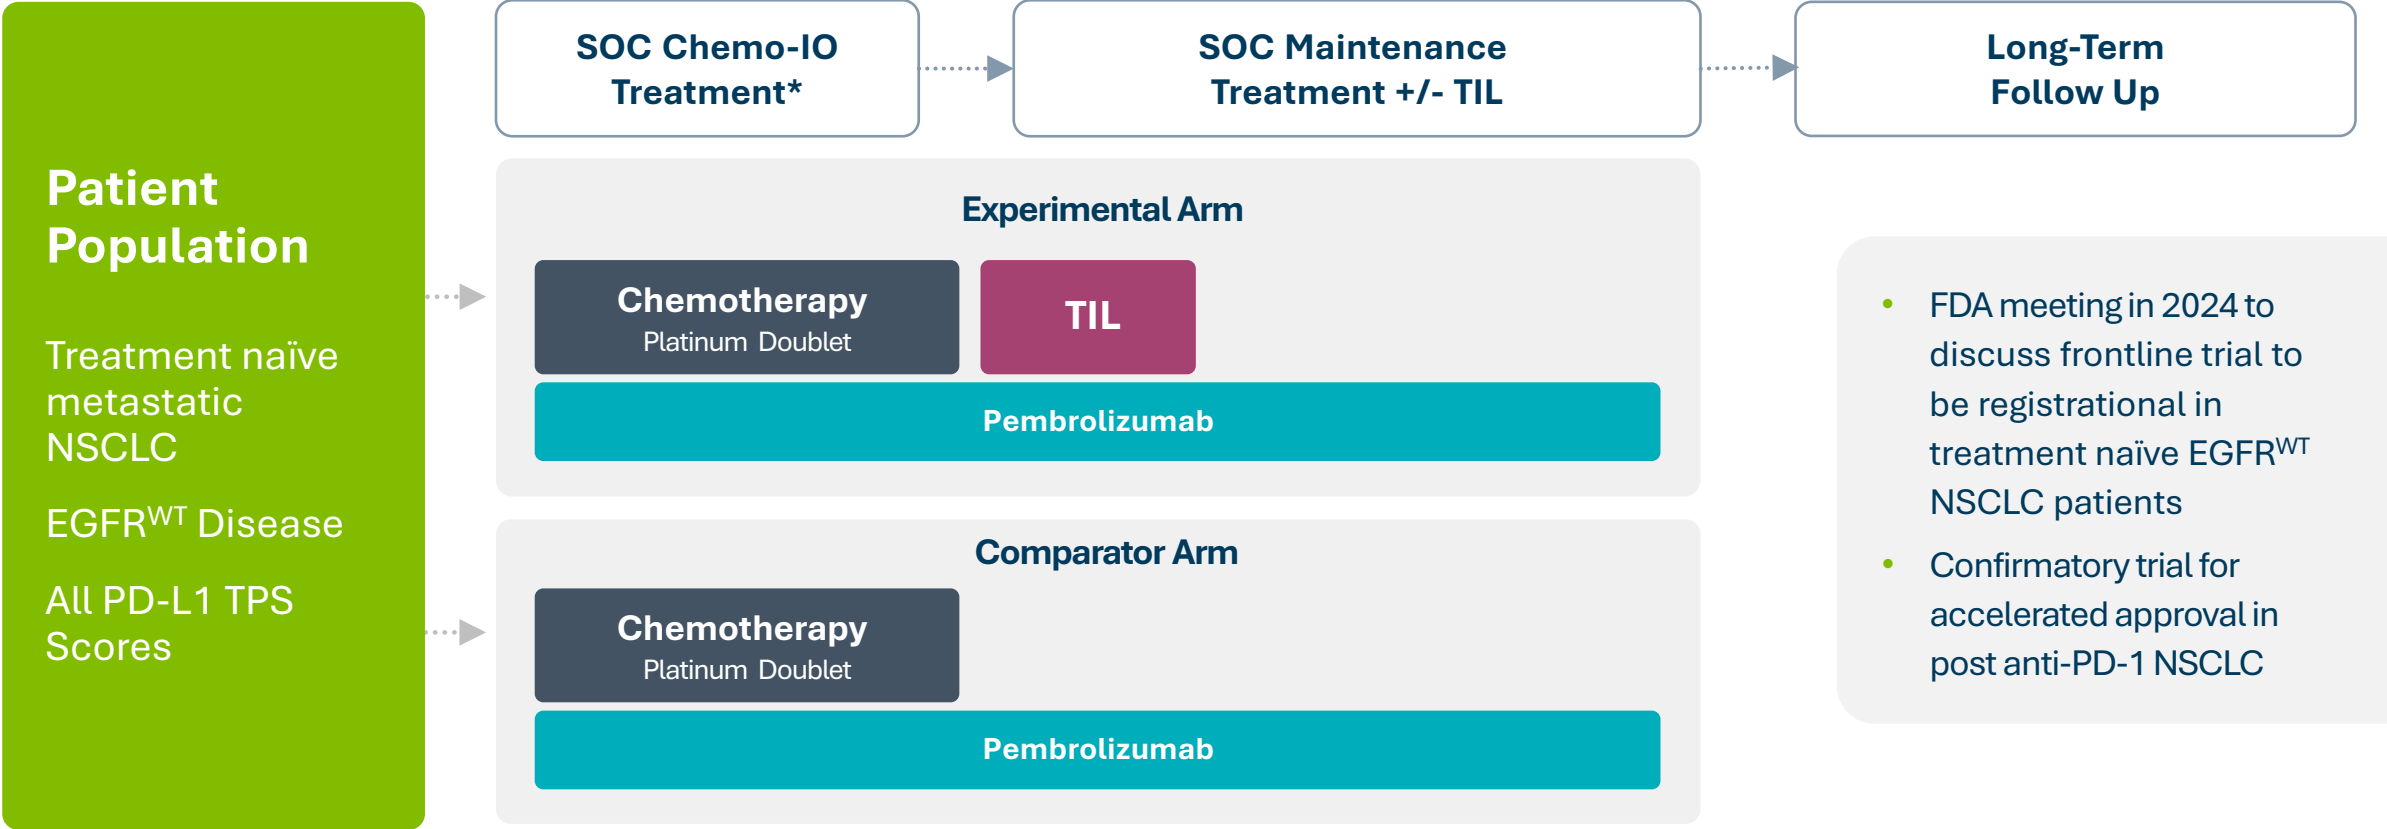 Patient
Population
Treatment naïve
metastatic
NSCLC
EGFRWT Disease
All PD-L1 TPS
Scores
SOC Chemo-IO
Treatment*
SOC Maintenance
Treatment +/- TIL
Long-Term
Follow Up
Experimental Arm
Chemotherapy
Platinum Doublet
TIL
Pembrolizumab
Comparator Arm
Chemotherapy
Platinum Doublet
Pembrolizumab
• FDA meeting in 2024 to
discuss frontline trial to
be registrational in
treatment naïve EGFRWT
NSCLC patients
• Confirmatory trial for
accelerated approval in
post anti-PD-1 NSCLC